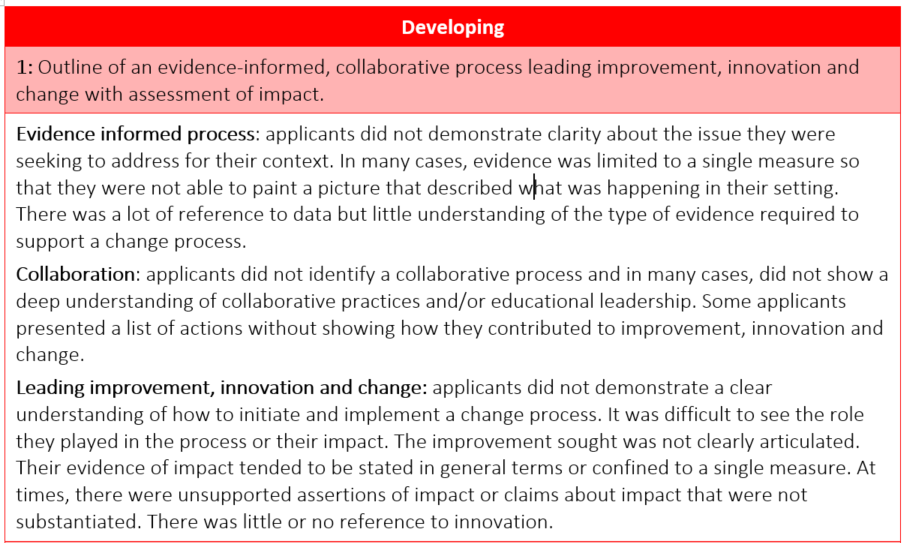 Developing
1: Outline of an evidence-informed, collaborative process leading improvement, innovation and
change with assessment of impact.
Evidence informed process: applicants did not demonstrate clarity about the issue they were
seeking to address for their context. In many cases, evidence was limited to a single measure so
that they were not able to paint a picture that described what was happening in their setting.
There was a lot of reference to data but little understanding of the type of evidence required to
support a change process.
Collaboration: applicants did not identify a collaborative process and in many cases, did not show a
deep understanding of collaborative practices and/or educational leadership. Some applicants
presented a list of actions without showing how they contributed to improvement, innovation and
change.
Leading improvement, innovation and change: applicants did not demonstrate a clear
understanding of how to initiate and implement a change process. It was difficult to see the role
they played in the process or their impact. The improvement sought was not clearly articulated.
Their evidence of impact tended to be stated in general terms or confined to a single measure. At
times, there were unsupported assertions of impact or claims about impact that were not
substantiated. There was little or no reference to innovation.